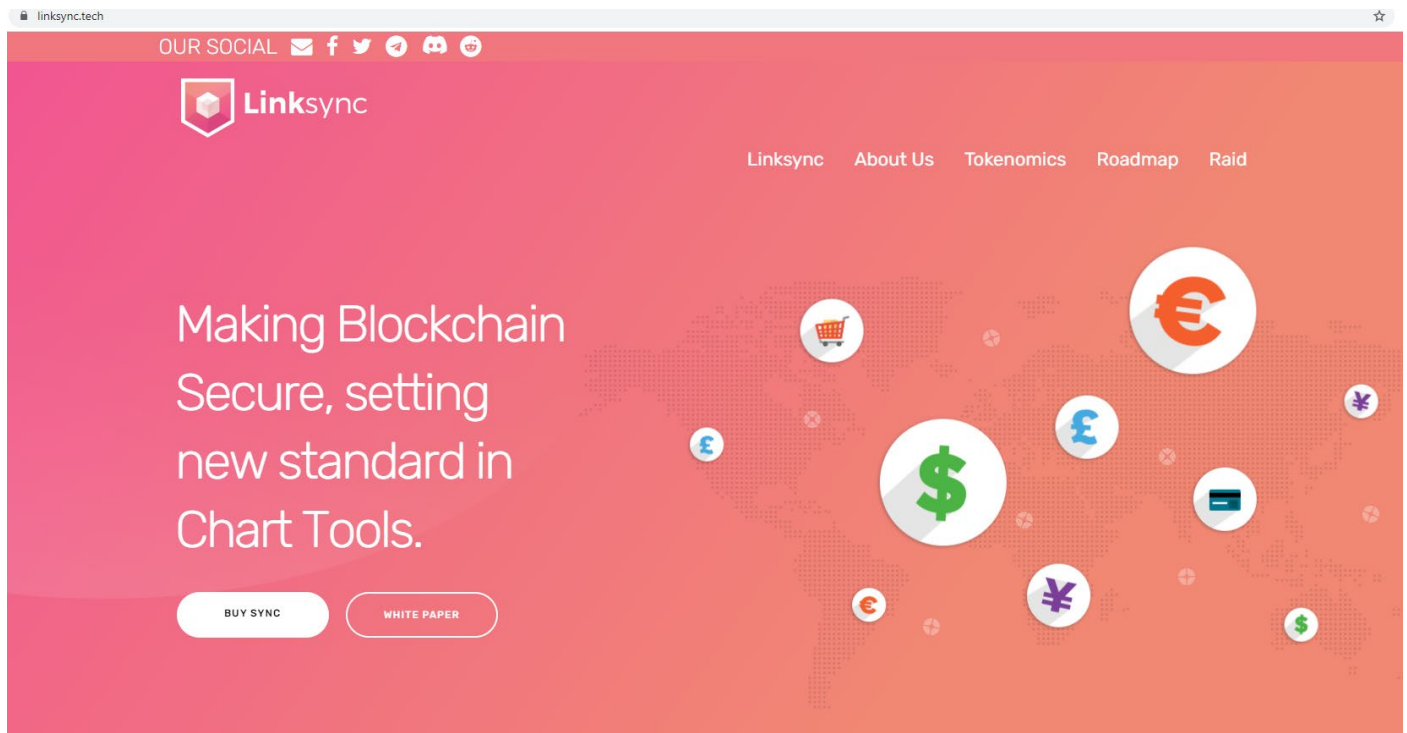 linksync.tech
OUR SOCIAL
Linksync
Linksync About Us Tokenomics Roadmap Raid
Making Blockchain
Secure, setting
new standard in
Chart Tools.
BUY SYNC WHITE PAPER